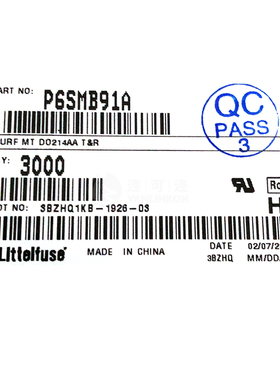 ART NO: P6SMB91A
QC
PASS
3
URF MT DO214AA T&R
Y: 3000
OT NO : 3BZHQ1KB-1926-03
Littelfuse
MADE IN CHINA
DATE 02/07/2
3BZHQ MM/DD/